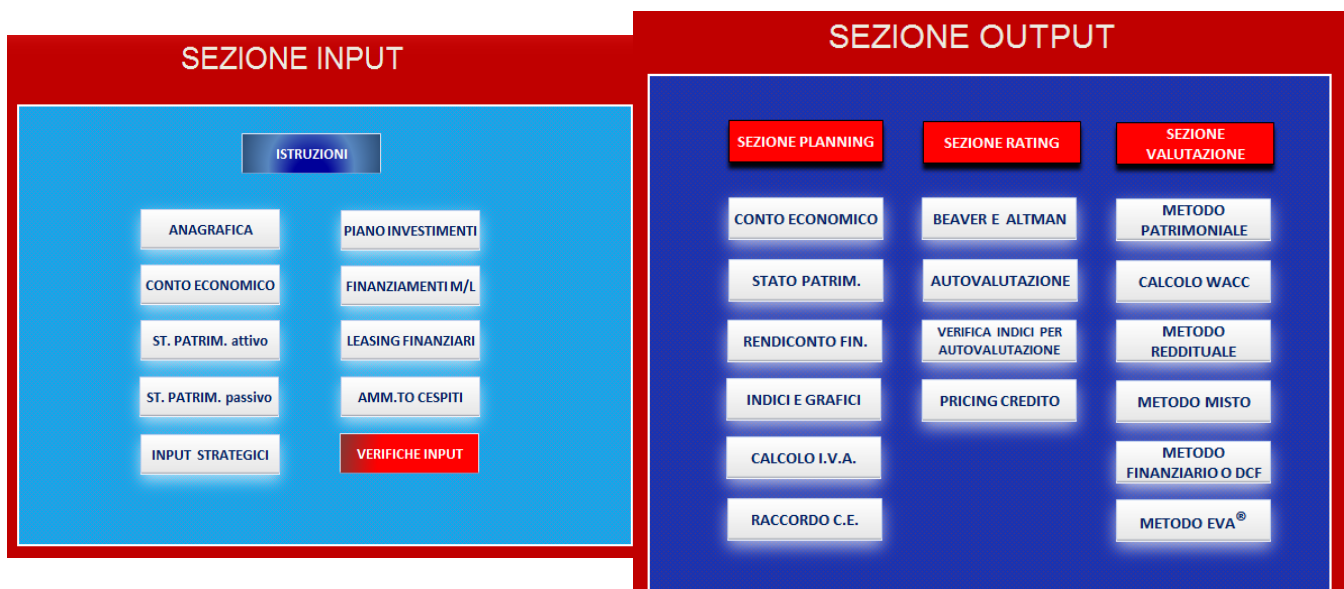 SEZIONE INPUT
ISTRUZIONI
ANAGRAFICA
CONTO ECONOMICO
ST. PATRIM. attivo
ST. PATRIM. passivo
INPUT STRATEGICI
PIANO INVESTIMENTI
FINANZIAMENTI M/L
LEASING FINANZIARI
AMM.TO CESPITI
VERIFICHE INPUT
SEZIONE OUTPUT
SEZIONE PLANNING
CONTO ECONOMICO
STATO PATRIM.
RENDICONTO FIN.
INDICI E GRAFICI
CALCOLO I.V.A.
RACCORDO C.E.
SEZIONE RATING
BEAVER E ALTMAN
AUTOVALUTAZIONE
VERIFICA INDICI PER
AUTOVALUTAZIONE
PRICING CREDITO
SEZIONE
VALUTAZIONE
METODO
PATRIMONIALE
CALCOLO WACC
METODO
REDDITUALE
METODO MISTO
METODO
FINANZIARIO O DCF
METODO EVA®